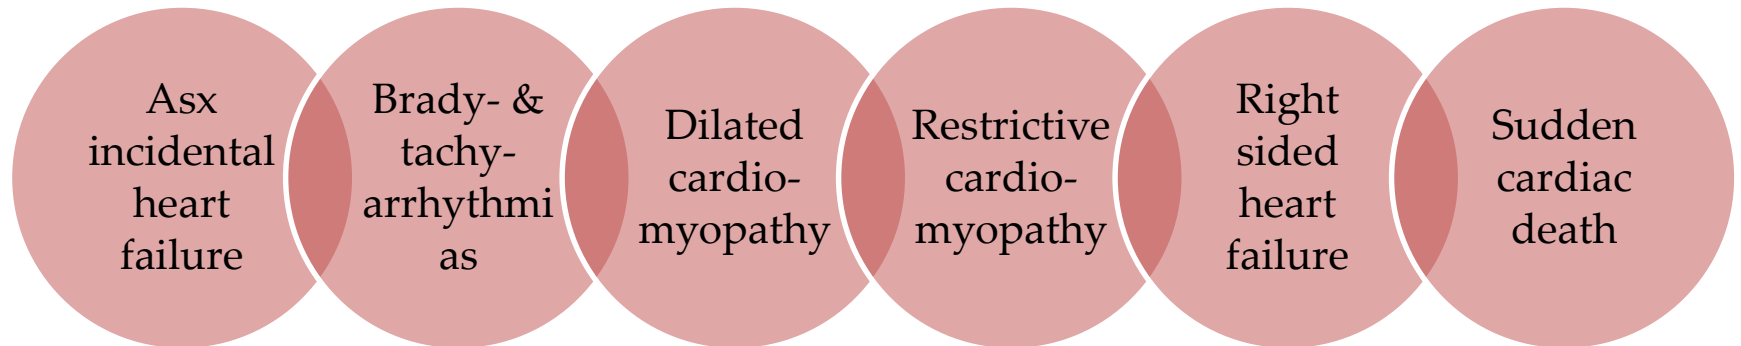 Asx
incidental
heart
failure
Brady- &
tachy-
arrhythmi
as
Dilated
cardio-
myopathy
Restrictive
cardio-
myopathy
Right
sided
heart
failure
Sudden
cardiac
death